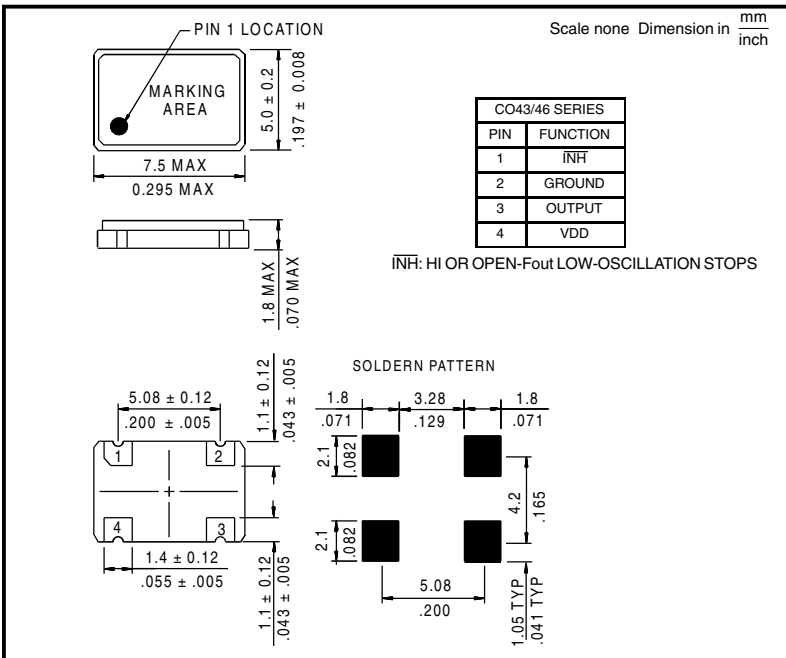 PIN 1 LOCATION
Scale none Dimension in mm
inch
MARKING
AREA
5.0 ± 0.2
.197 ± 0.008
7.5 MAX
0.295 MAX
CO43/46 SERIES
PIN FUNCTION
1 I̅N̅H̅
2 GROUND
3 OUTPUT
4 VDD
I̅N̅H̅: HI OR OPEN-Fout LOW-OSCILLATION STOPS
1.8 MAX
.070 MAX
SOLDERN PATTERN
5.08 ± 0.12
.200 ± .005
1.1 ± 0.12
.043 ± .005
1.8 3.28 1.8
.071 .129 .071
1 2
4 3
2.1
.082
4.2
.165
2.1
.082
1.4 ± 0.12
.055 ± .005
1.1 ± 0.12
.043 ± .005
5.08
.200
1.05 TYP
.041 TYP